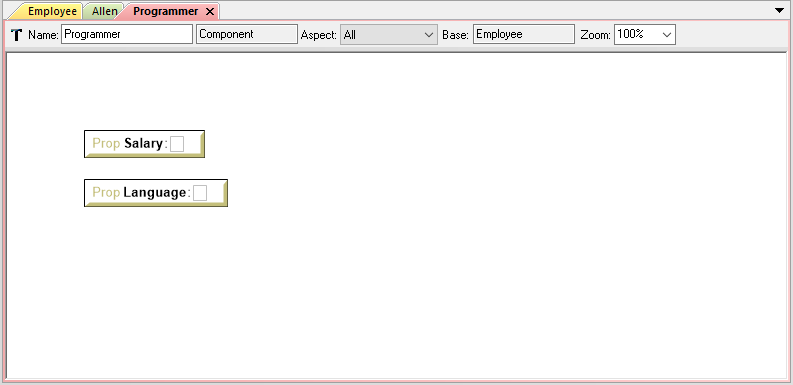 Employee Allen Programmer
Name: Programmer Component Aspect: All Base: Employee Zoom: 100%
Prop Salary:
Prop Language: